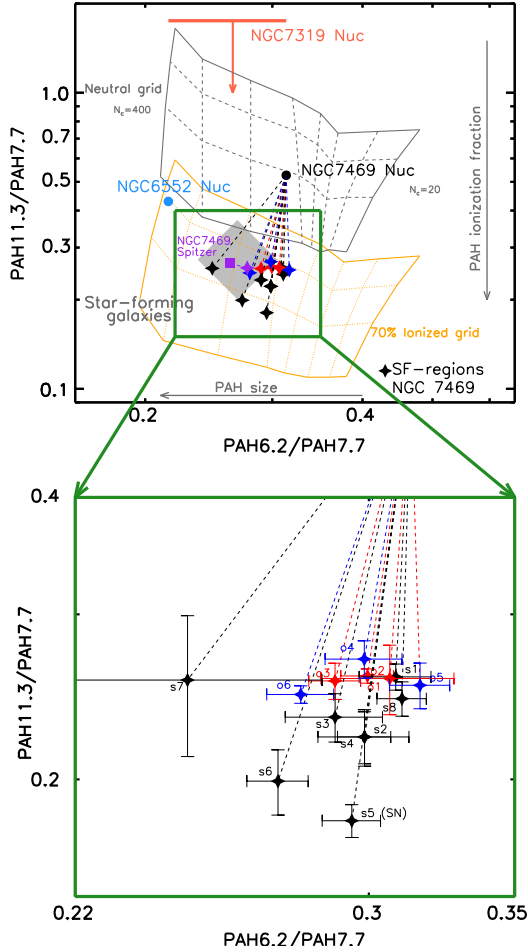 NGC7319 Nuc
Neutral grid
N_c=400
1.0
0.7
0.5
0.3
0.1
PAH11.3/PAH7.7
NGC7469 Nuc
NGC6552 Nuc
N_c=20
PAH ionization fraction
NGC7469
Spitzer
Star-forming
galaxies
70% Ionized grid
SF-regions
NGC 7469
PAH size
0.2
0.4
PAH6.2/PAH7.7
0.4
0.2
PAH11.3/PAH7.7
o4
s7
o6
o3
o2
s1
o1
o5
s8
s3
s2
s4
s6
s5 (SN)
0.22
0.3
0.35
PAH6.2/PAH7.7